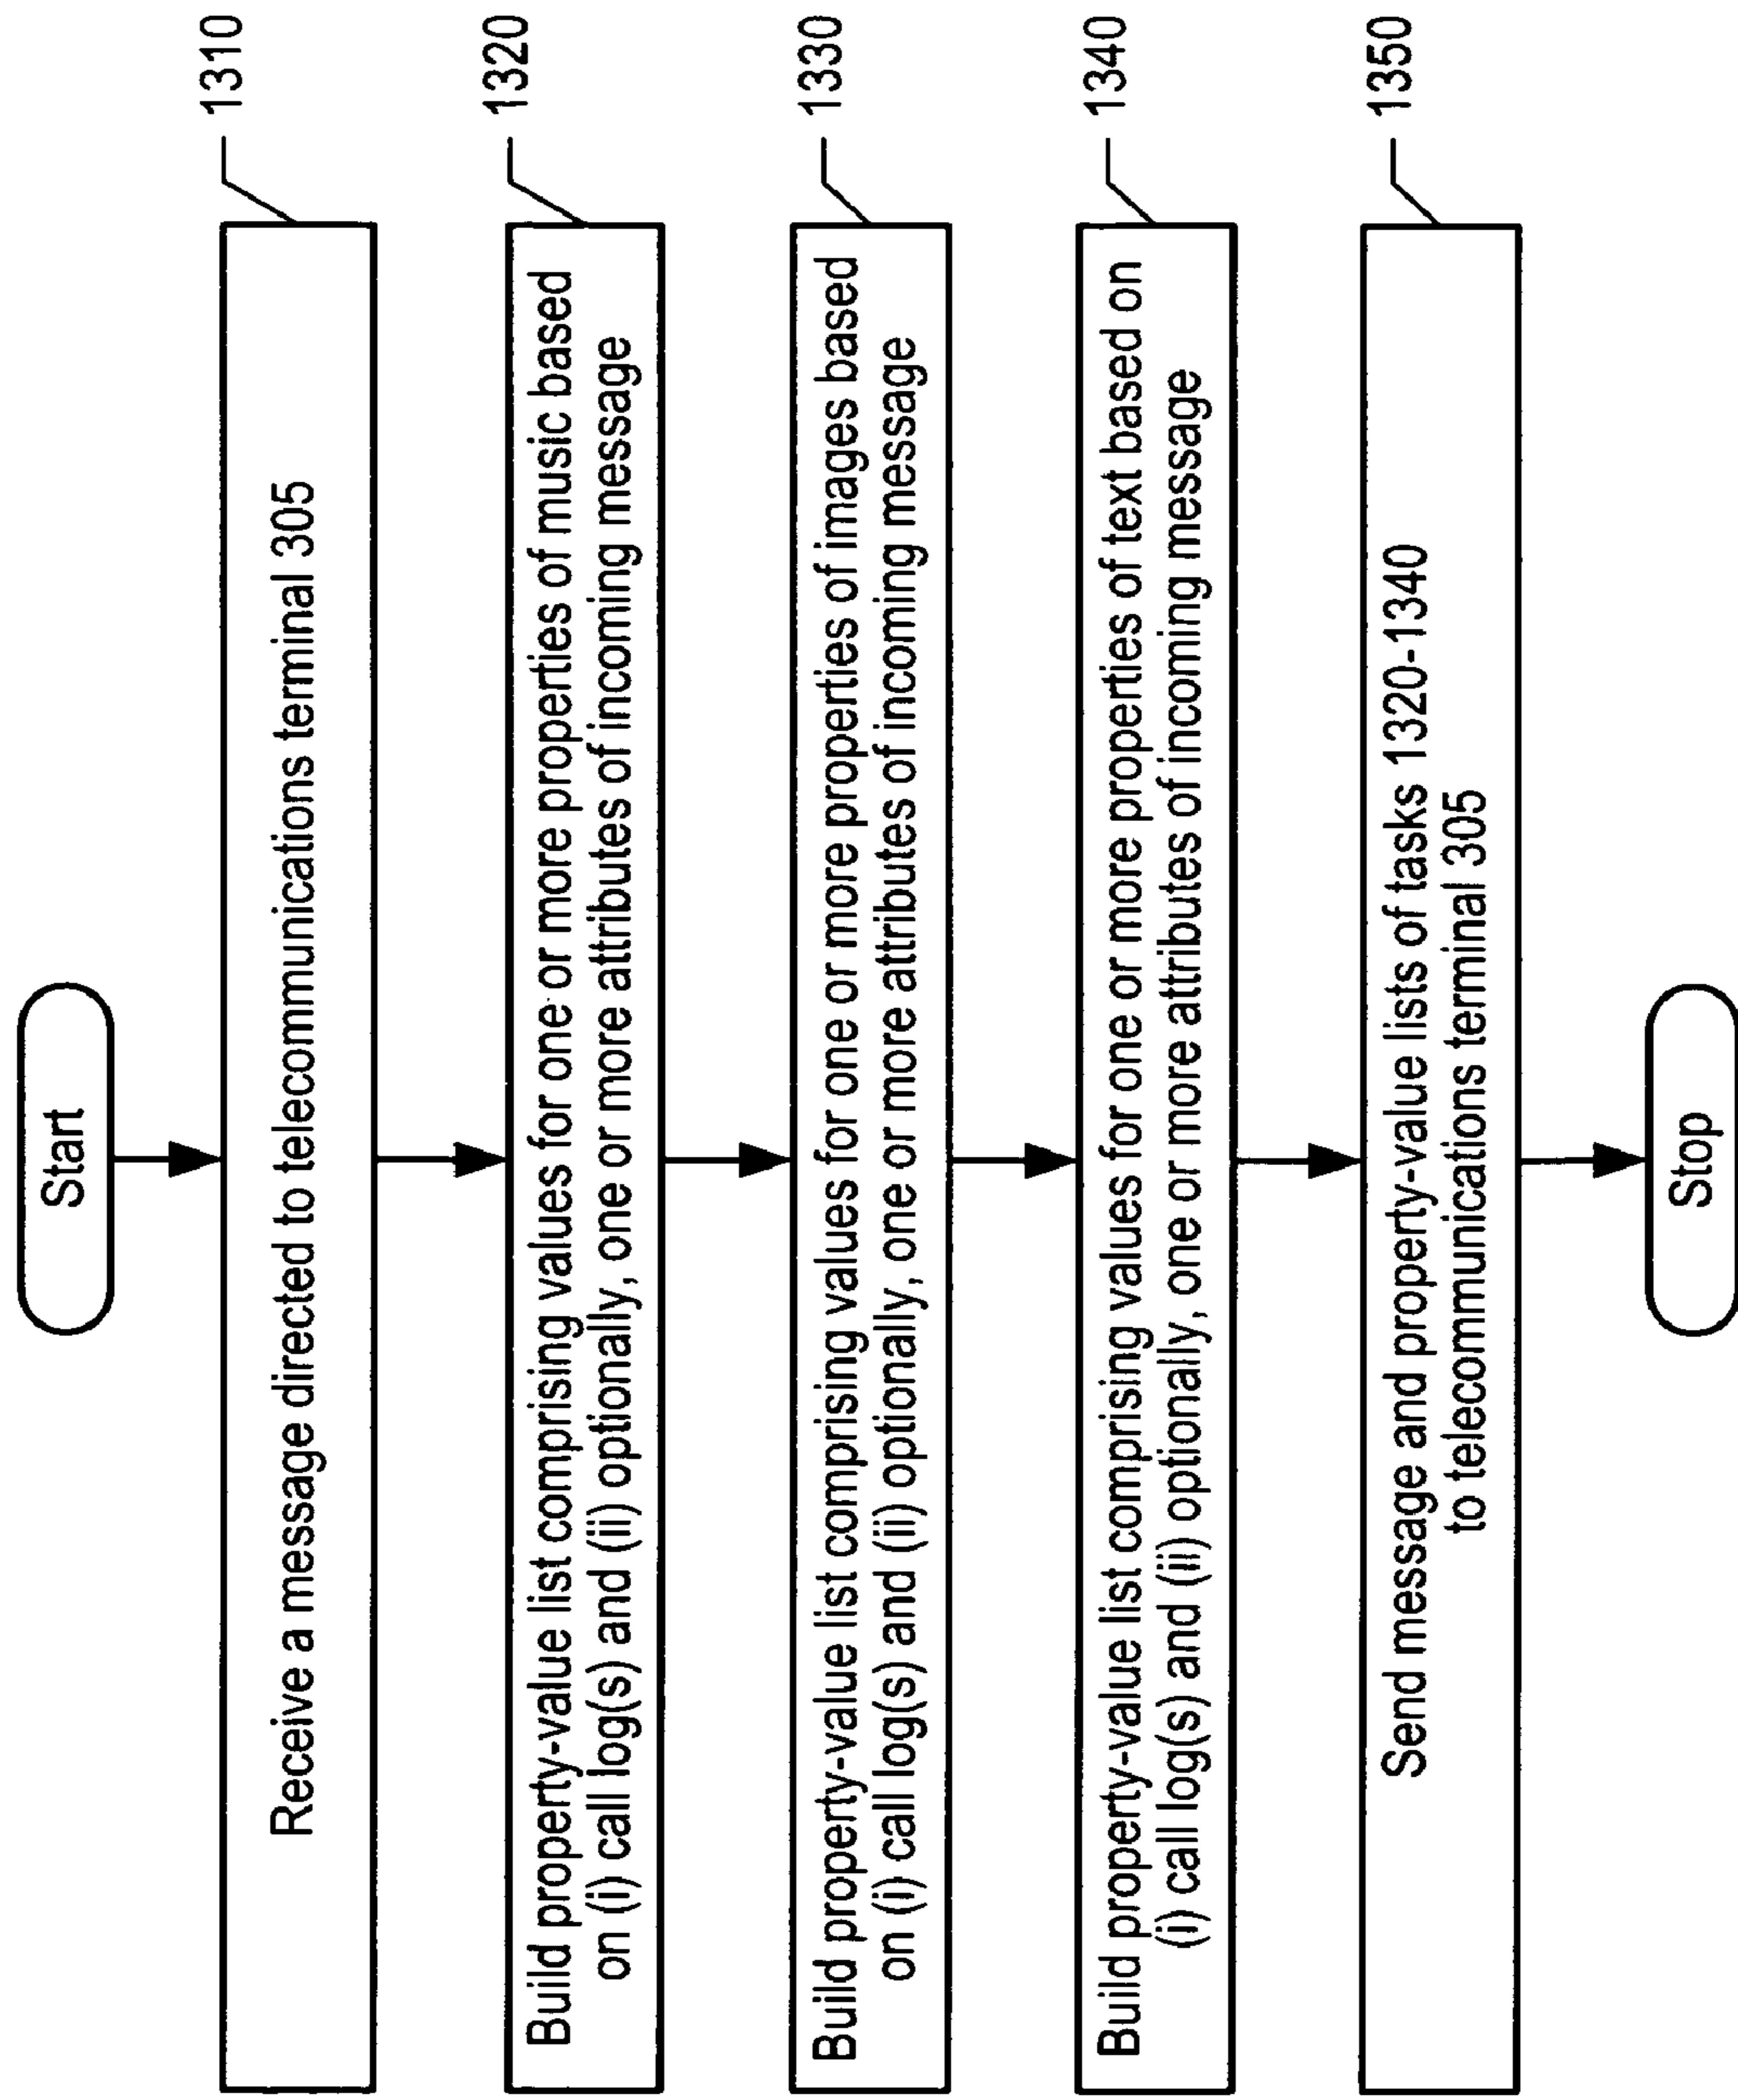 Start
Receive a message directed to telecommunications terminal 305
1310
Build property-value list comprising values for one or more properties of music based
on (i) call log(s) and (ii) optionally, one or more attributes of incoming message
1320
Build property-value list comprising values for one or more properties of images based
on (i) call log(s) and (ii) optionally, one or more attributes of incoming message
1330
Build property-value list comprising values for one or more properties of text based on
(i) call log(s) and (ii) optionally, one or more attributes of incoming message
1340
Send message and property-value lists of tasks 1320-1340
to telecommunications terminal 305
1350
Stop